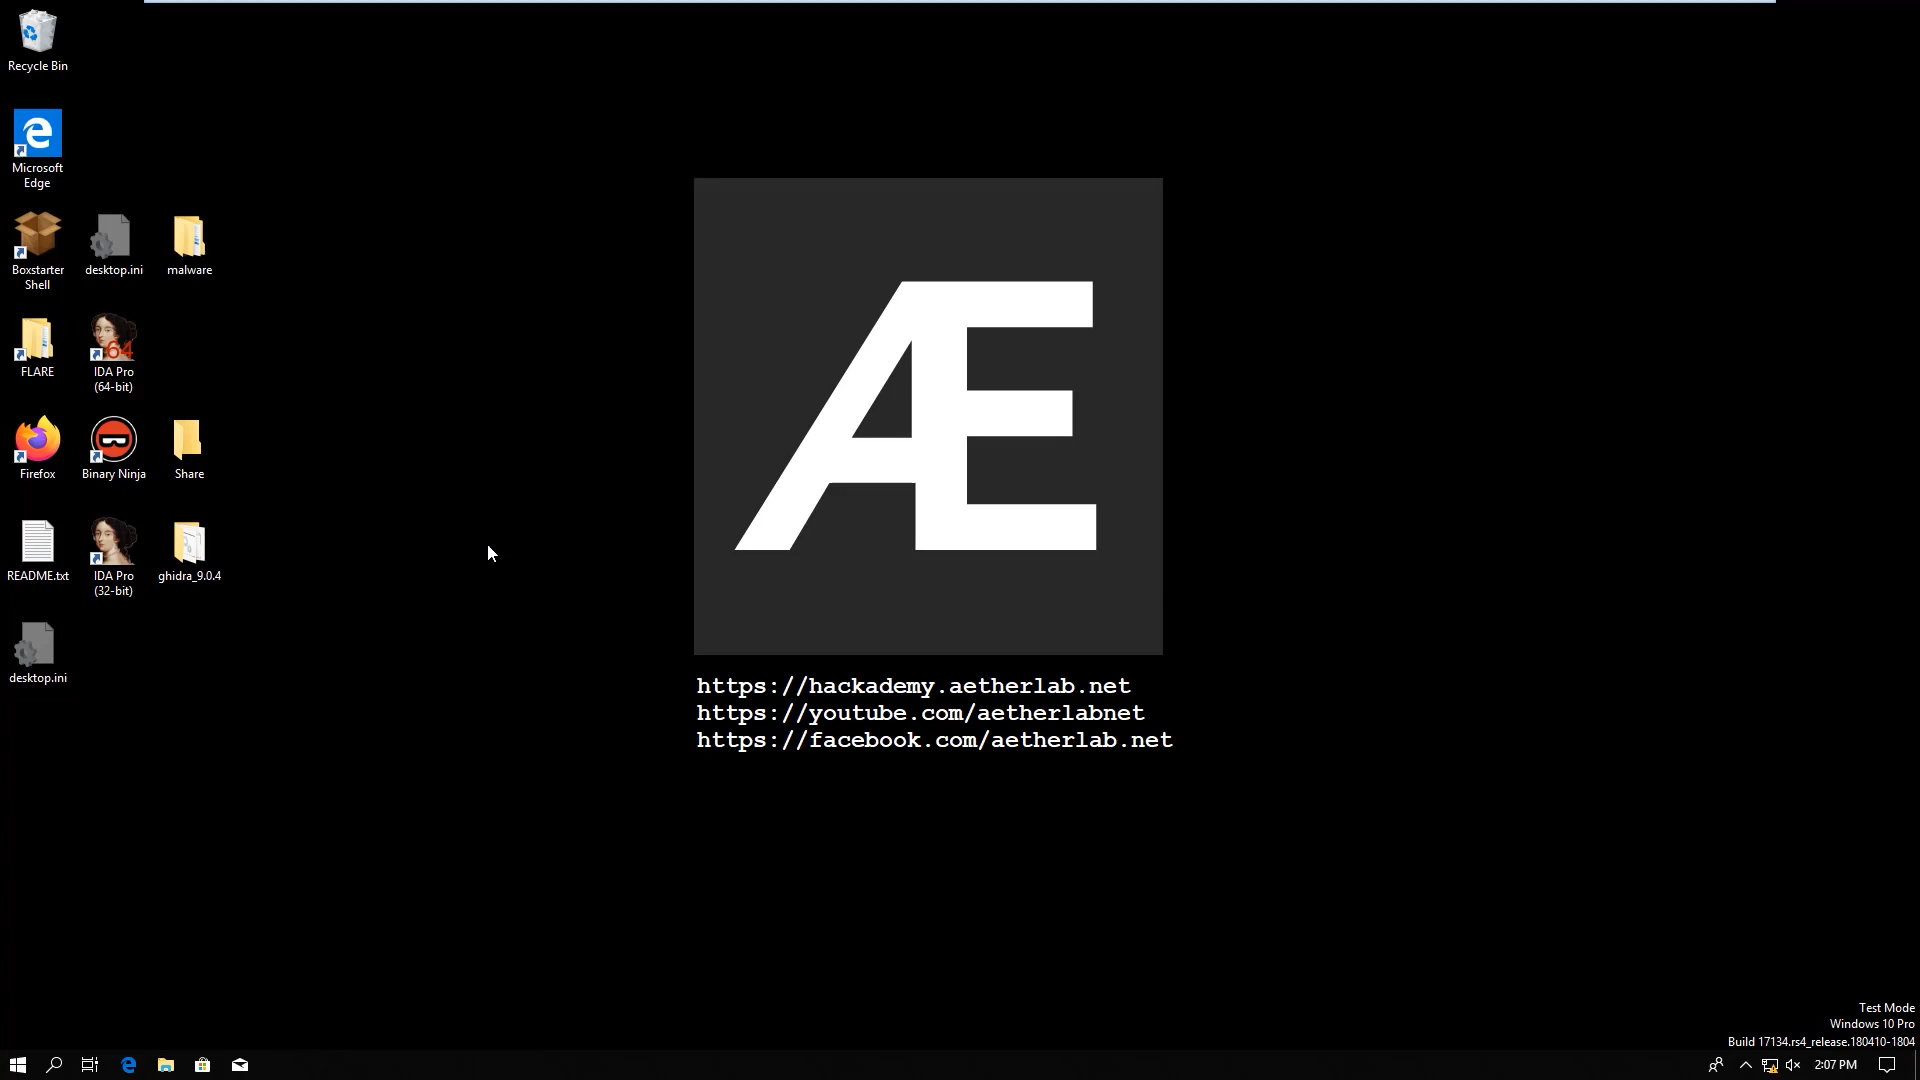 Recycle Bin
Microsoft
Edge
Boxstarter
Shell
desktop.ini
malware
FLARE
64
IDA Pro
(64-bit)
Firefox
Binary Ninja
Share
README.txt
IDA Pro
(32-bit)
ghidra_9.0.4
desktop.ini
Æ
https://hackademy.aetherlab.net
https://youtube.com/aetherlabnet
https://facebook.com/aetherlab.net
Test Mode
Windows 10 Pro
Build 17134.rs4_release.180410-1804
2:07 PM